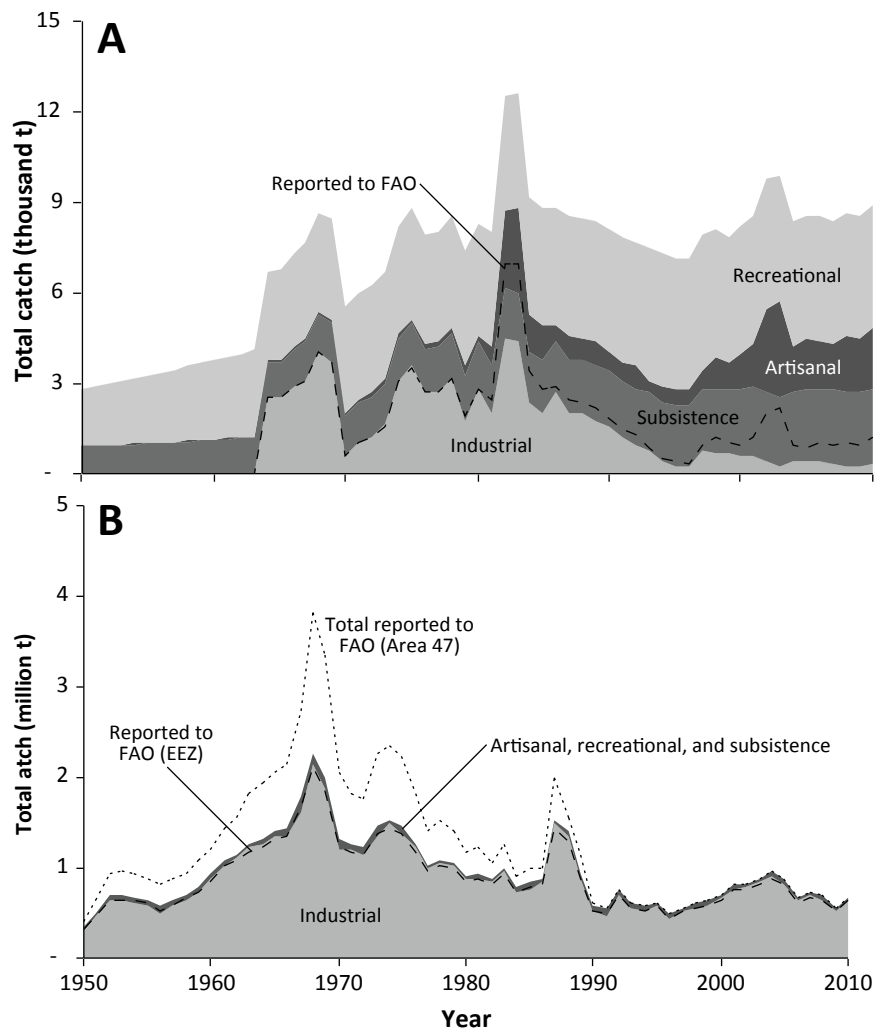 A
15
12
9
6
3
-
Total catch (thousand t)
Reported to FAO
Recreational
Artisanal
Subsistence
Industrial
B
5
4
3
2
1
-
Total atch (million t)
Total reported to
FAO (Area 47)
Reported to
FAO (EEZ)
Artisanal, recreational, and subsistence
Industrial
1950
1960
1970
1980
1990
2000
2010
Year